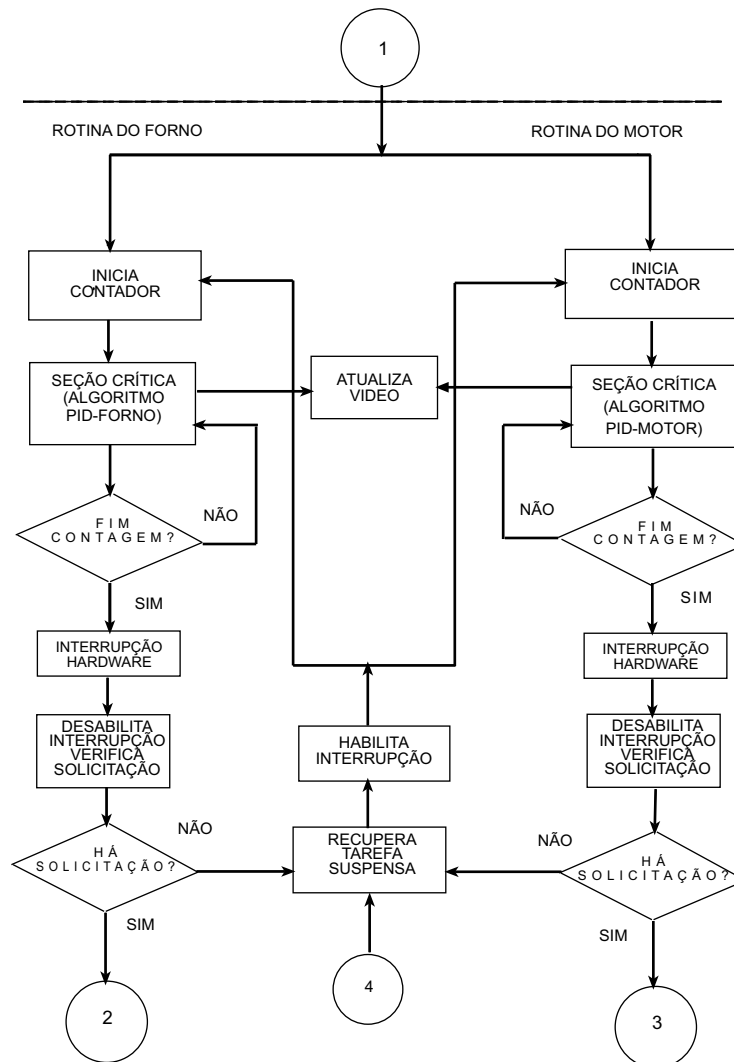 1
ROTINA DO FORNO
ROTINA DO MOTOR
INICIA
CONTADOR
INICIA
CONTADOR
SEÇÃO CRÍTICA
(ALGORITMO
PID-FORNO)
ATUALIZA
VIDEO
SEÇÃO CRÍTICA
(ALGORITMO
PID-MOTOR)
FIM
CONTAGEM?
NÃO
NÃO
FIM
CONTAGEM?
SIM
SIM
INTERRUPÇÃO
HARDWARE
INTERRUPÇÃO
HARDWARE
DESABILITA
INTERRUPÇÃO
VERIFICA
SOLICITAÇÃO
HABILITA
INTERRUPÇÃO
DESABILITA
INTERRUPÇÃO
VERIFICA
SOLICITAÇÃO
HÁ
SOLICITAÇÃO?
NÃO
RECUPERA
TAREFA
SUSPENSA
NÃO
HÁ
SOLICITAÇÃO?
SIM
SIM
2
4
3